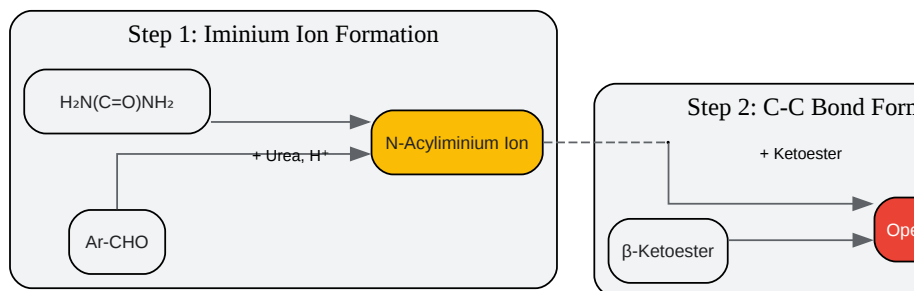 Step 1: Iminium Ion Formation
H₂N(C=O)NH₂
N-Acyliminium Ion
+ Urea, H⁺
Ar-CHO
Step 2: C-C Bond Form
+ Ketoester
β-Ketoester
Ope